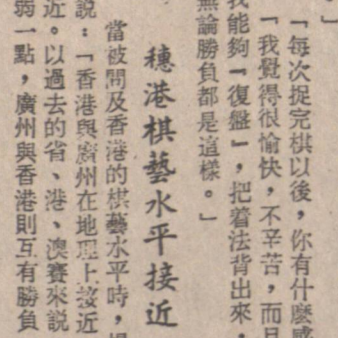 」
「每次捉完棋以後，你有什麼感
「我覺得很愉快，不辛苦，而且
我能夠『復盤』，把着法背出來，
無論勝負都是這樣。」
穗港棋藝水平接近
當被問及香港的棋藝水平時，楊
說：「香港與廣州在地理上接近
近。以過去的省、港、澳賽來説
弱一點，廣州與香港則互有勝負